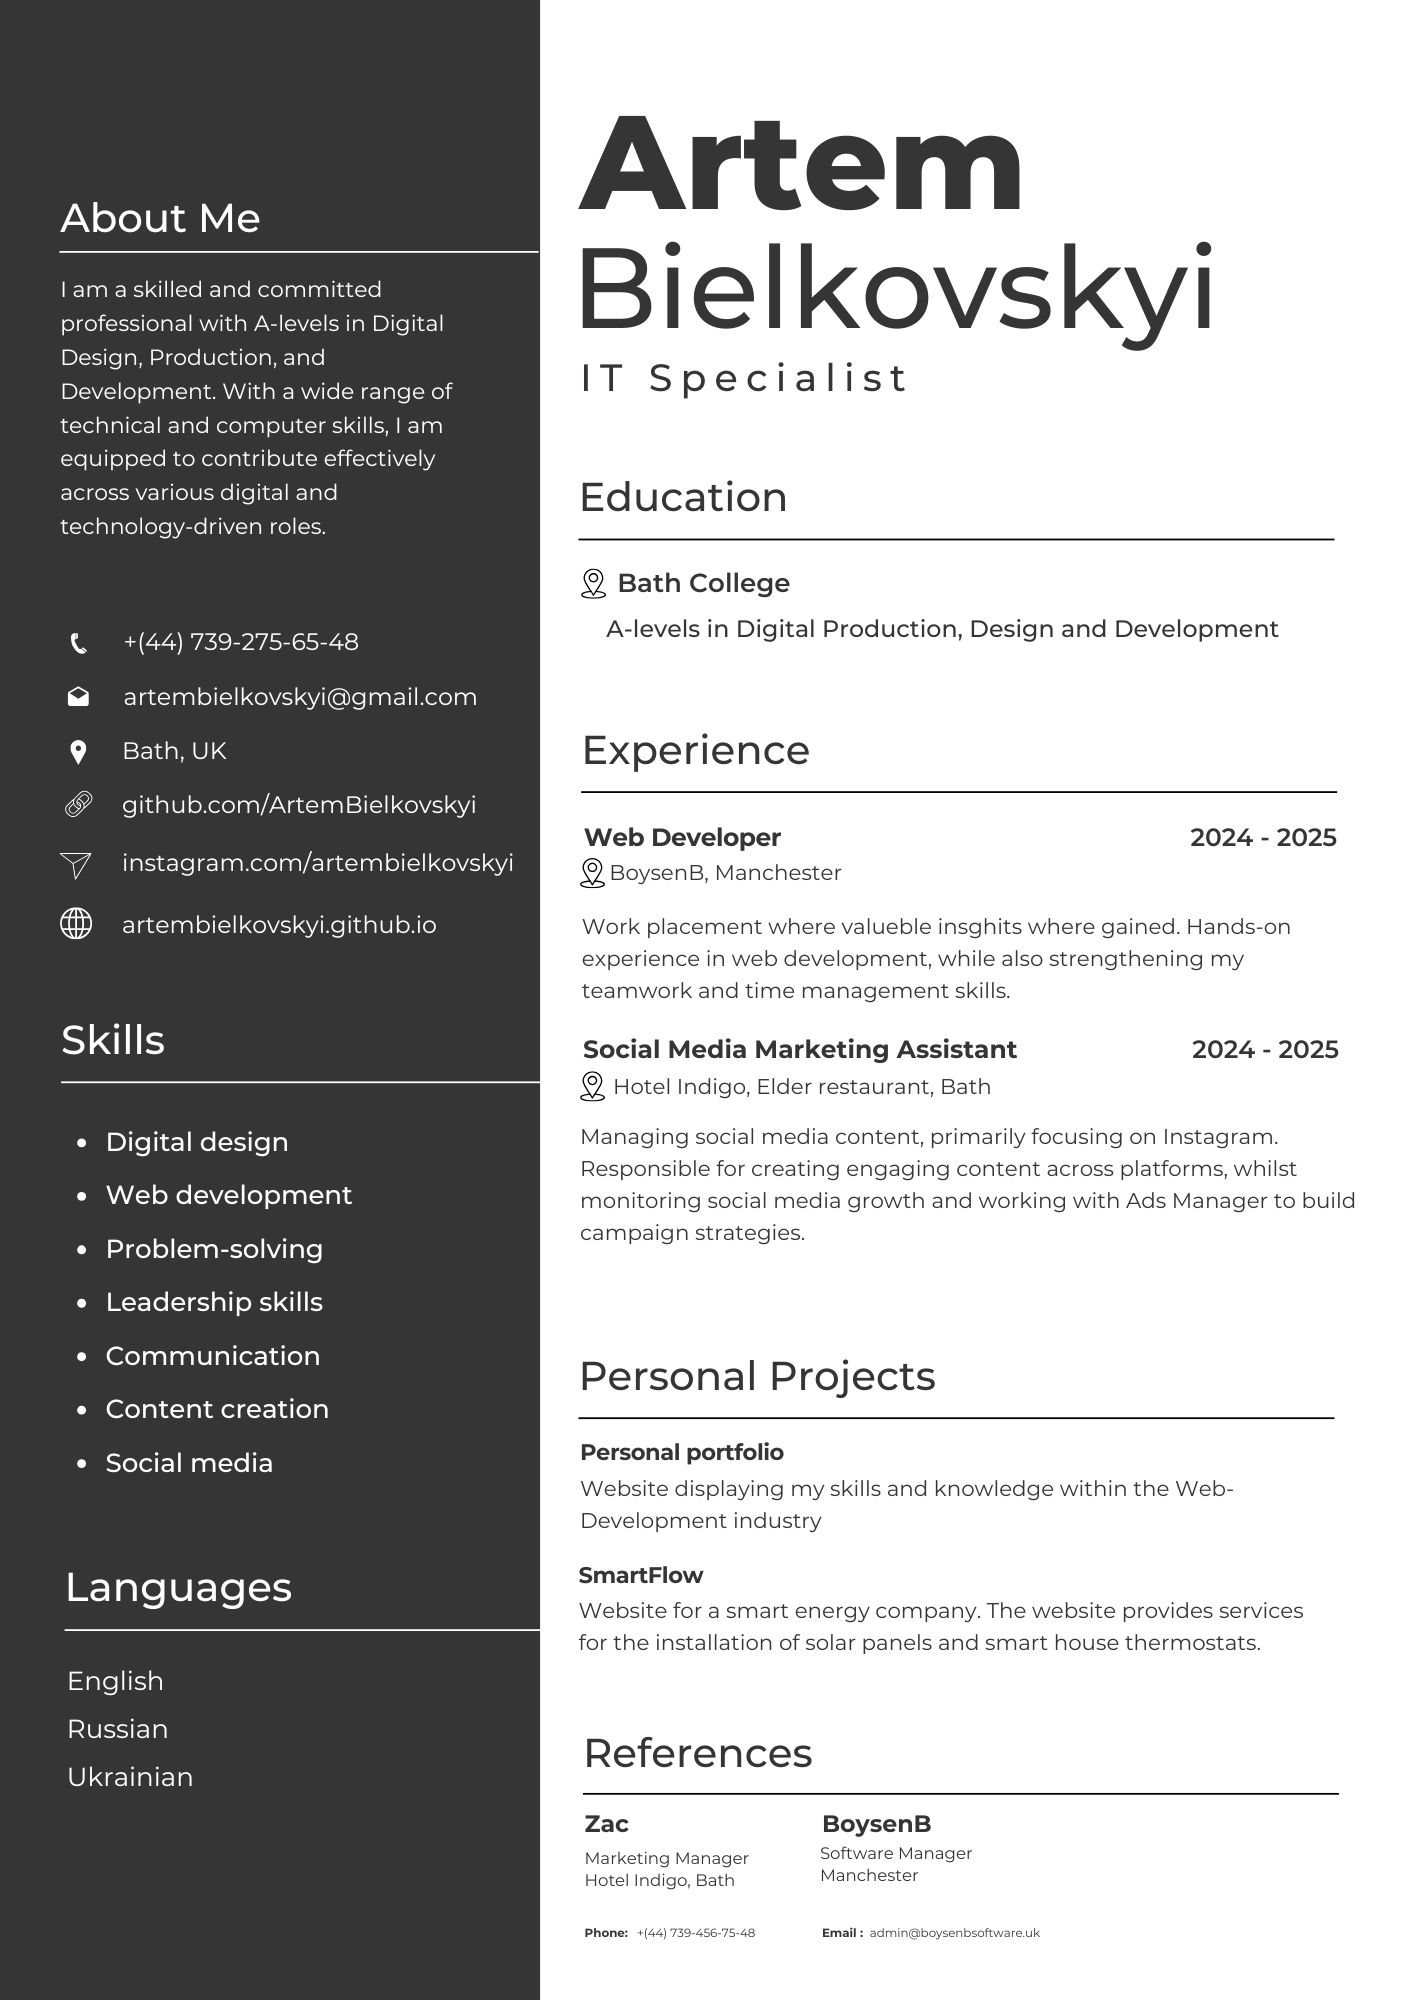 Artem
Bielkovskyi
IT Specialist
About Me
I am a skilled and committed
professional with A-levels in Digital
Design, Production, and
Development. With a wide range of
technical and computer skills, I am
equipped to contribute effectively
across various digital and
technology-driven roles.
+(44) 739-275-65-48
artembielkovskyi@gmail.com
Bath, UK
github.com/ArtemBielkovskyi
instagram.com/artembielkovskyi
artembielkovskyi.github.io
Skills
• Digital design
• Web development
• Problem-solving
• Leadership skills
• Communication
• Content creation
• Social media
Languages
English
Russian
Ukrainian
Education
Bath College
A-levels in Digital Production, Design and Development
Experience
Web Developer 2024 - 2025
BoysenB, Manchester
Work placement where valueble insghits where gained. Hands-on
experience in web development, while also strengthening my
teamwork and time management skills.
Social Media Marketing Assistant 2024 - 2025
Hotel Indigo, Elder restaurant, Bath
Managing social media content, primarily focusing on Instagram.
Responsible for creating engaging content across platforms, whilst
monitoring social media growth and working with Ads Manager to build
campaign strategies.
Personal Projects
Personal portfolio
Website displaying my skills and knowledge within the Web-
Development industry
SmartFlow
Website for a smart energy company. The website provides services
for the installation of solar panels and smart house thermostats.
References
Zac
Marketing Manager
Hotel Indigo, Bath
Phone: +(44) 739-456-75-48
BoysenB
Software Manager
Manchester
Email : admin@boysenbsoftware.uk